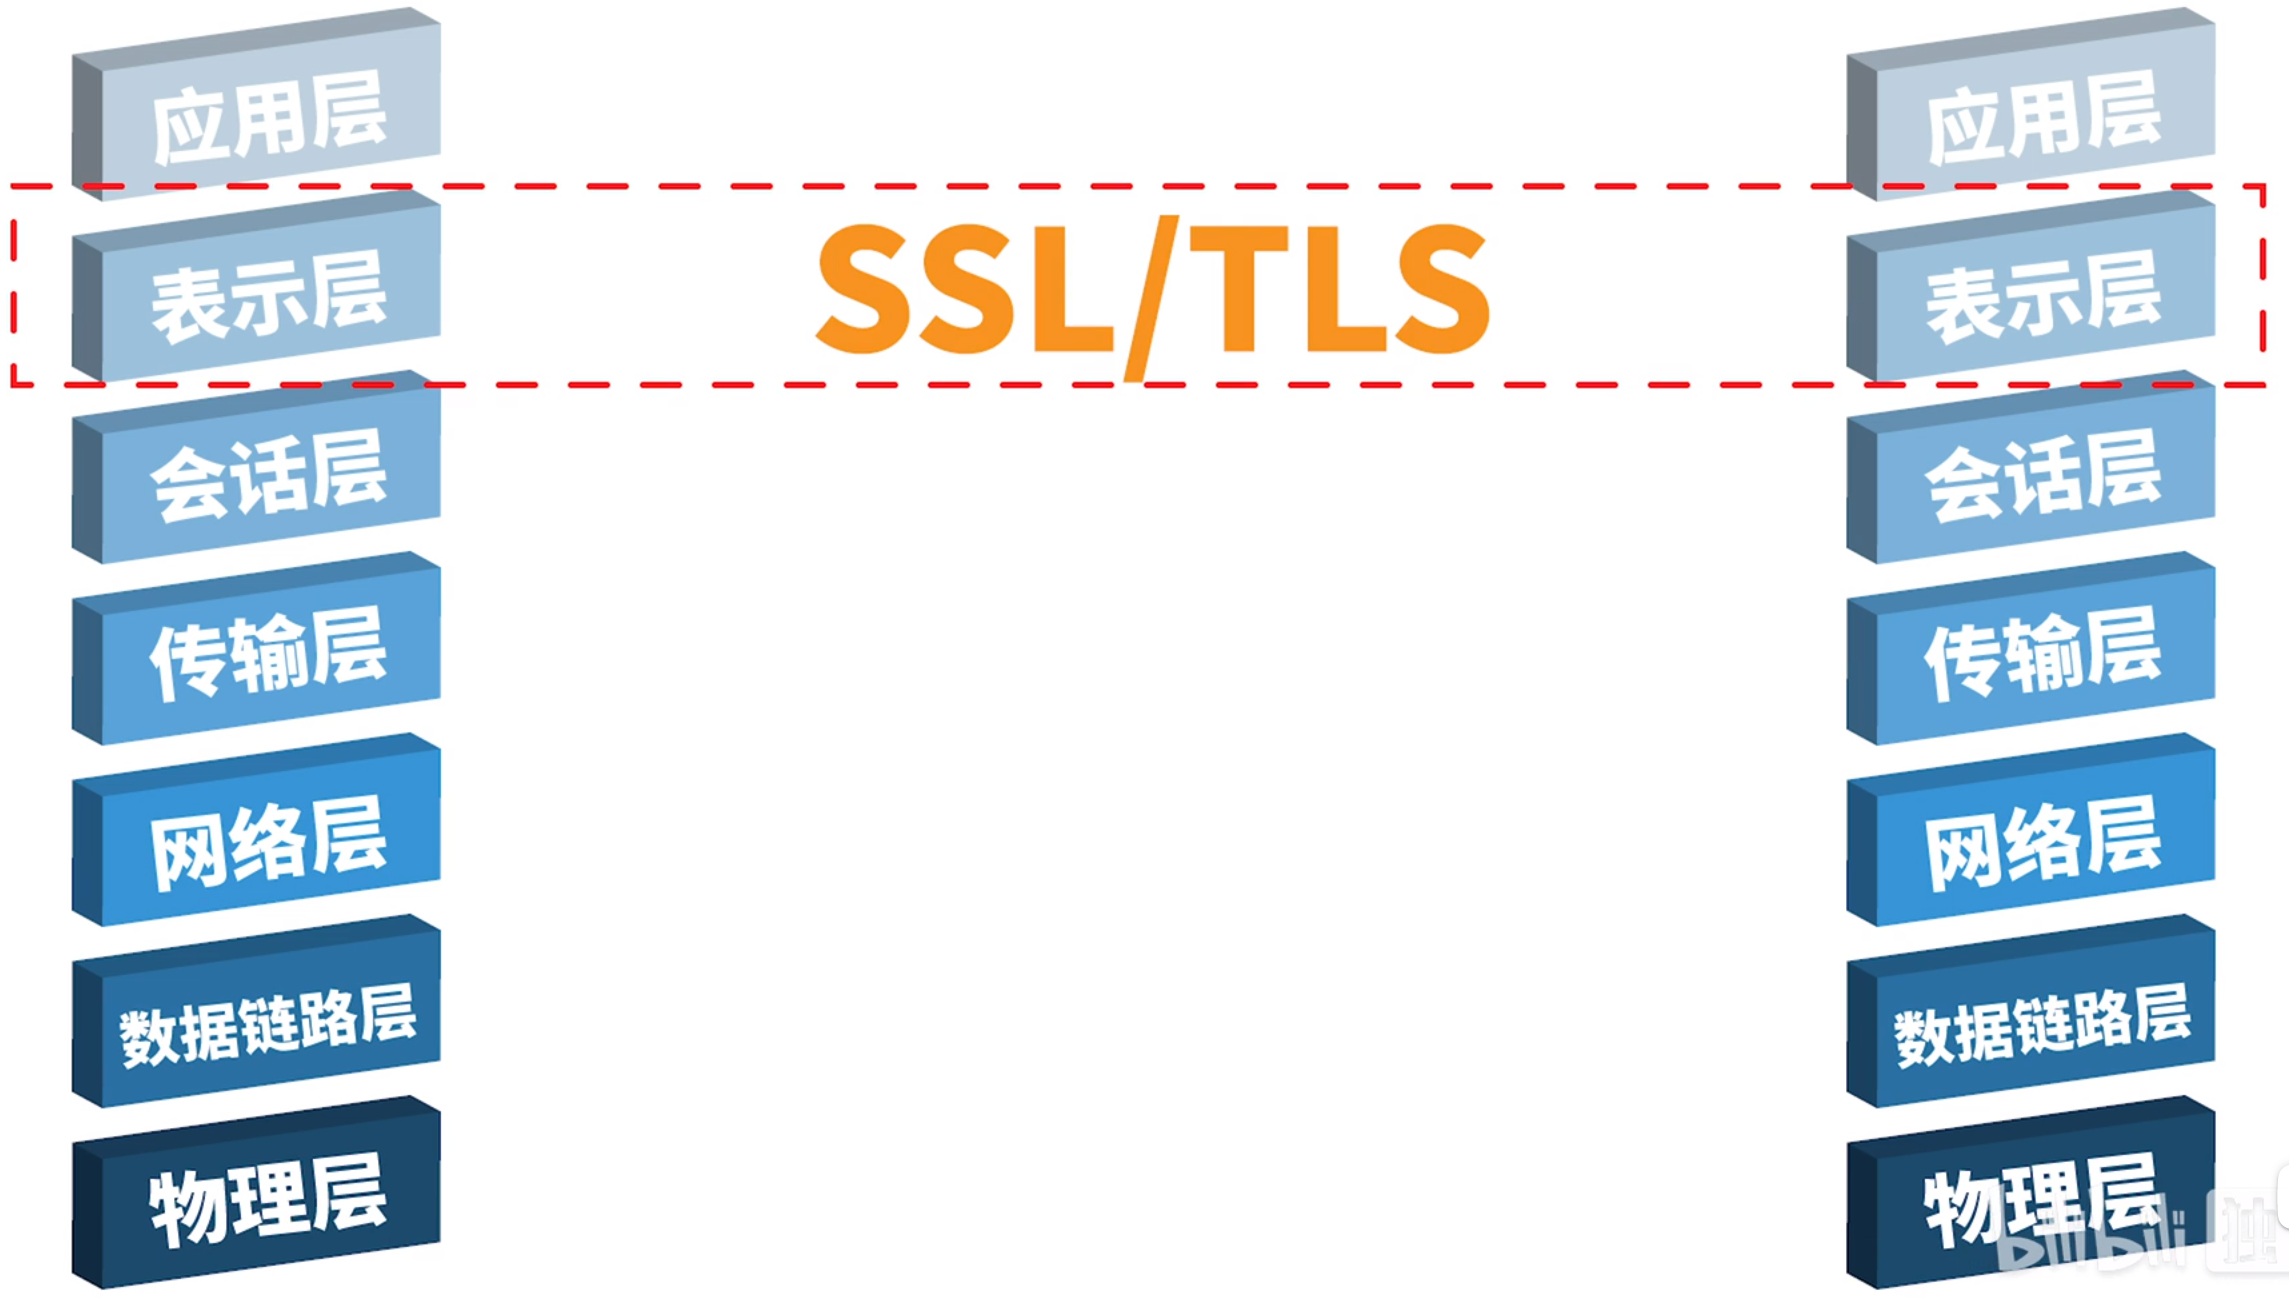 应用层 应用层
表示层 SSL/TLS 表示层
会话层 会话层
传输层 传输层
网络层 网络层
数据链路层 数据链路层
物理层 物理层
bilibili 独